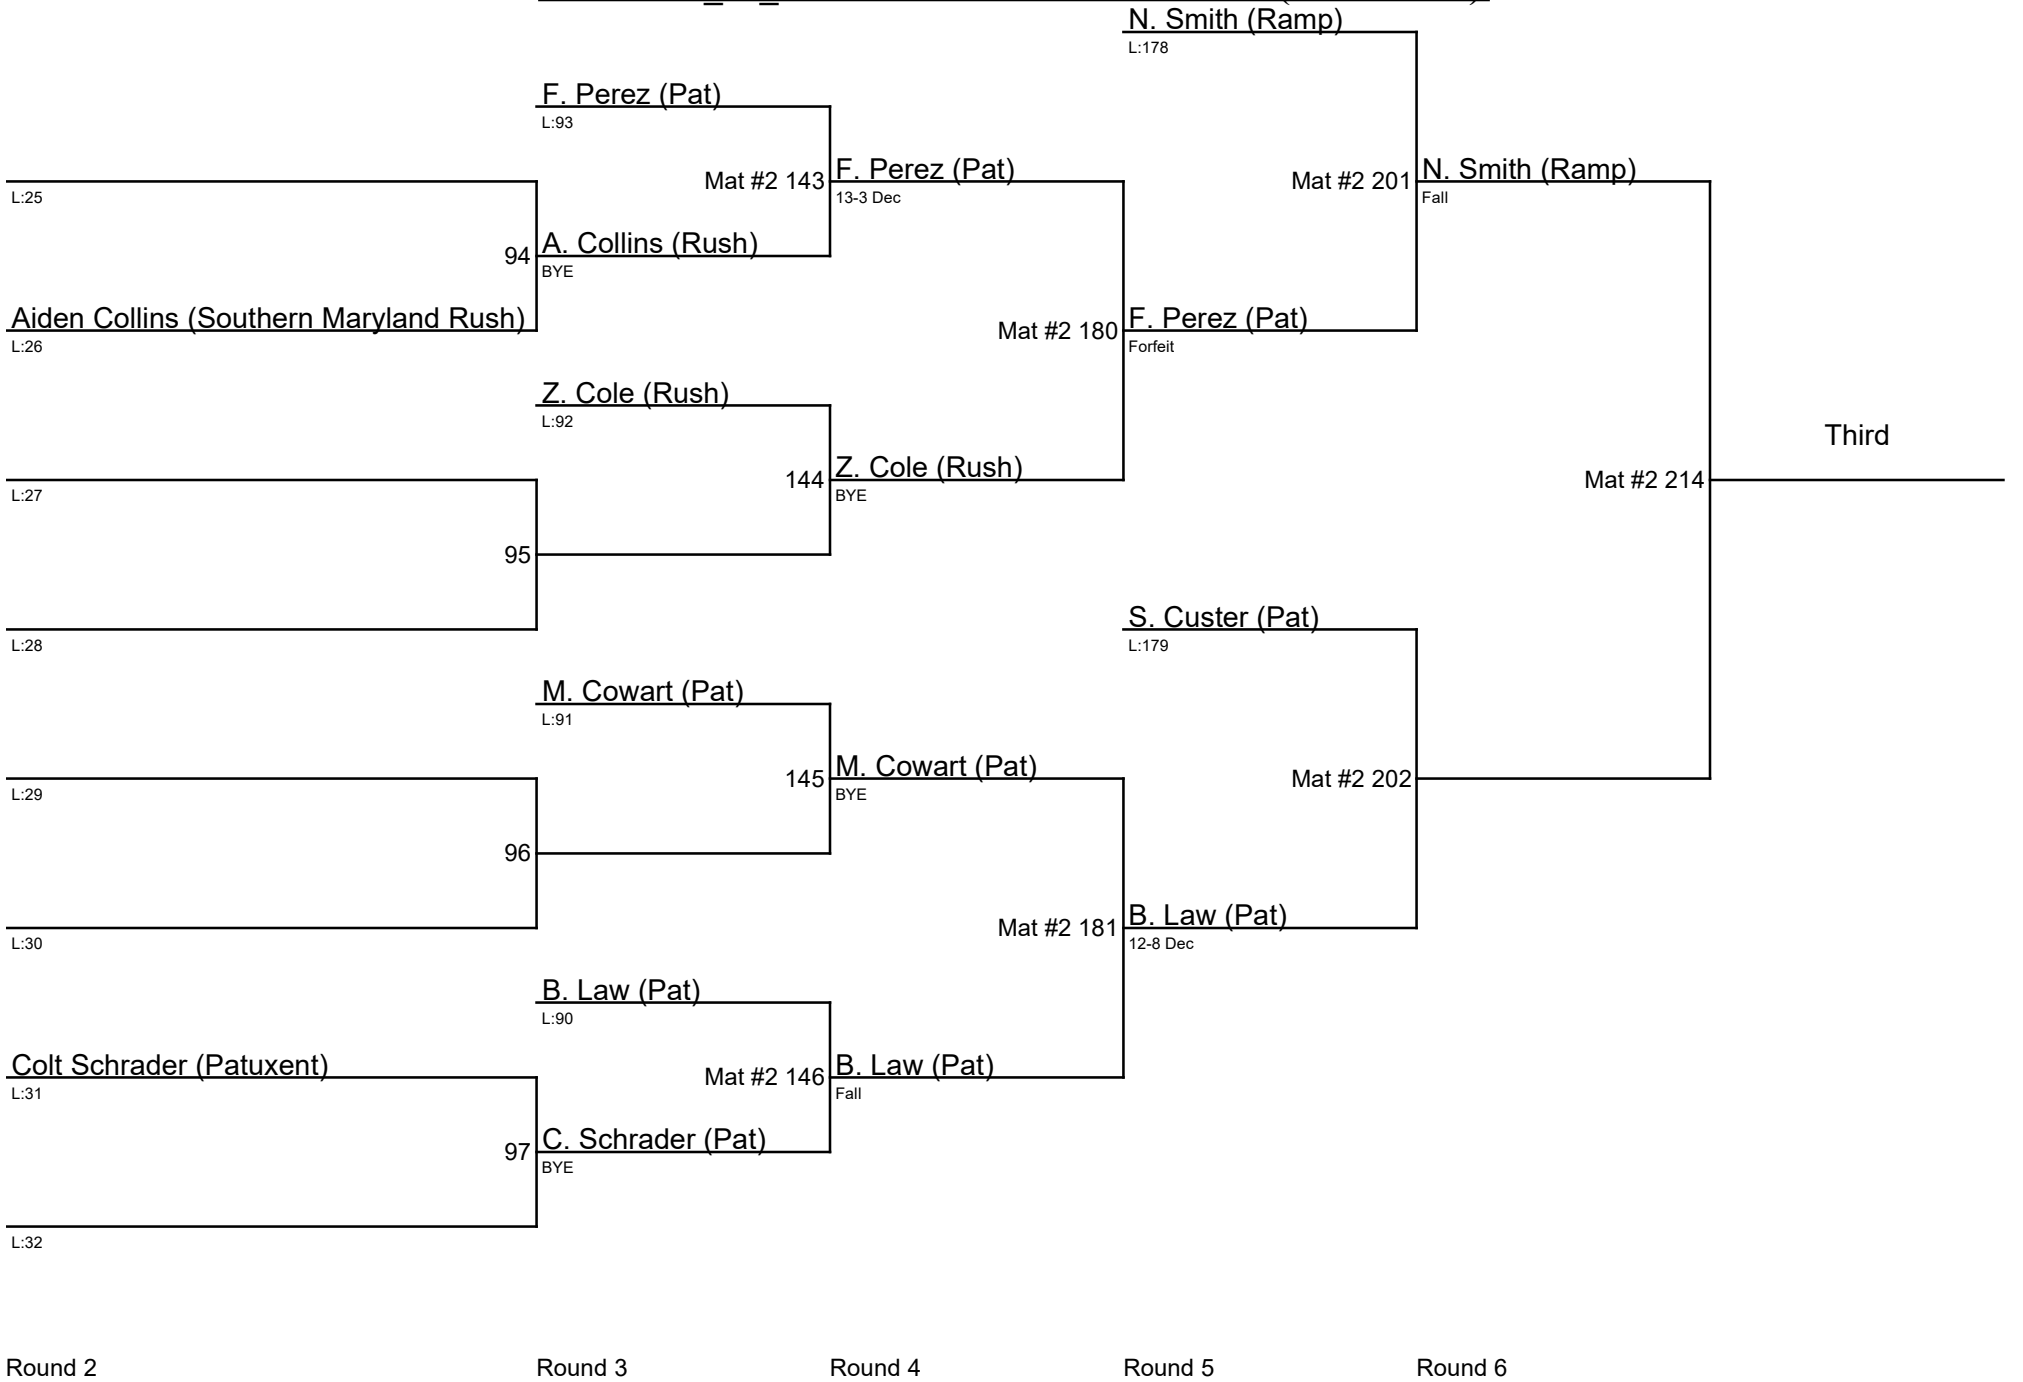 N. Smith (Ramp)
L:178
F. Perez (Pat)
L:93
Mat #2 143
F. Perez (Pat)
13-3 Dec
Mat #2 201
N. Smith (Ramp)
Fall
L:25
94
A. Collins (Rush)
BYE
Aiden Collins (Southern Maryland Rush)
L:26
Mat #2 180
F. Perez (Pat)
Forfeit
Z. Cole (Rush)
L:92
Third
L:27
144
Z. Cole (Rush)
BYE
Mat #2 214
95
L:28
S. Custer (Pat)
L:179
M. Cowart (Pat)
L:91
L:29
145
M. Cowart (Pat)
BYE
Mat #2 202
96
L:30
Mat #2 181
B. Law (Pat)
12-8 Dec
B. Law (Pat)
L:90
Colt Schrader (Patuxent)
L:31
Mat #2 146
B. Law (Pat)
Fall
97
C. Schrader (Pat)
BYE
L:32
Round 2
Round 3
Round 4
Round 5
Round 6